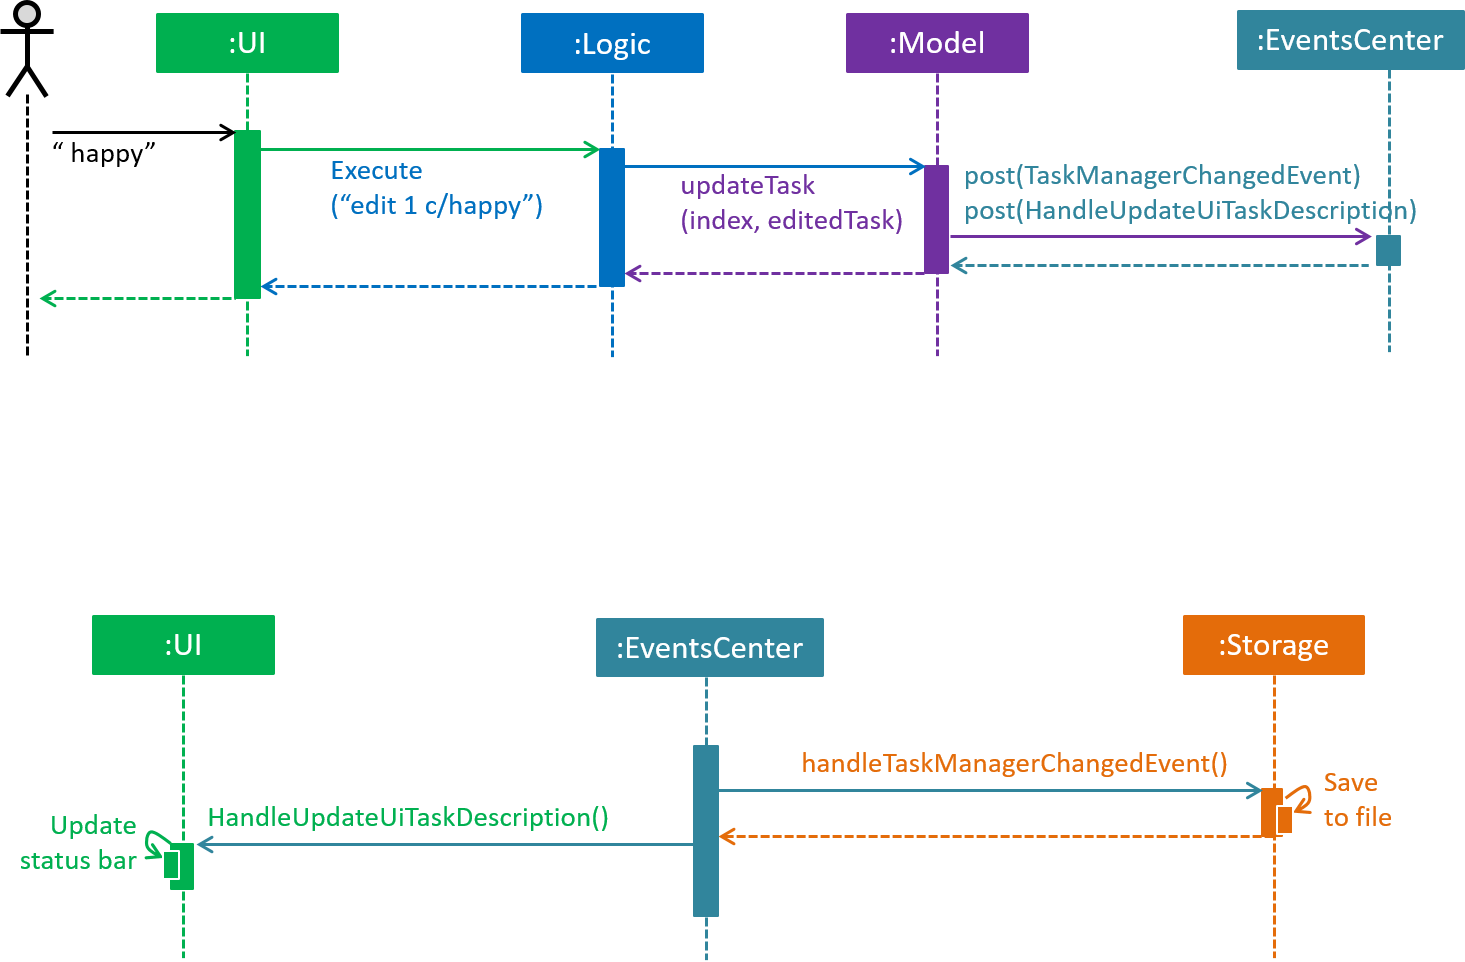 :UI
:Logic
:Model
:EventsCenter
“ happy”
Execute
(“edit 1 c/happy”)
updateTask
(index, editedTask)
post(TaskManagerChangedEvent)
post(HandleUpdateUiTaskDescription)
:UI
:EventsCenter
:Storage
handleTaskManagerChangedEvent()
Save
to file
HandleUpdateUiTaskDescription()
Update
status bar